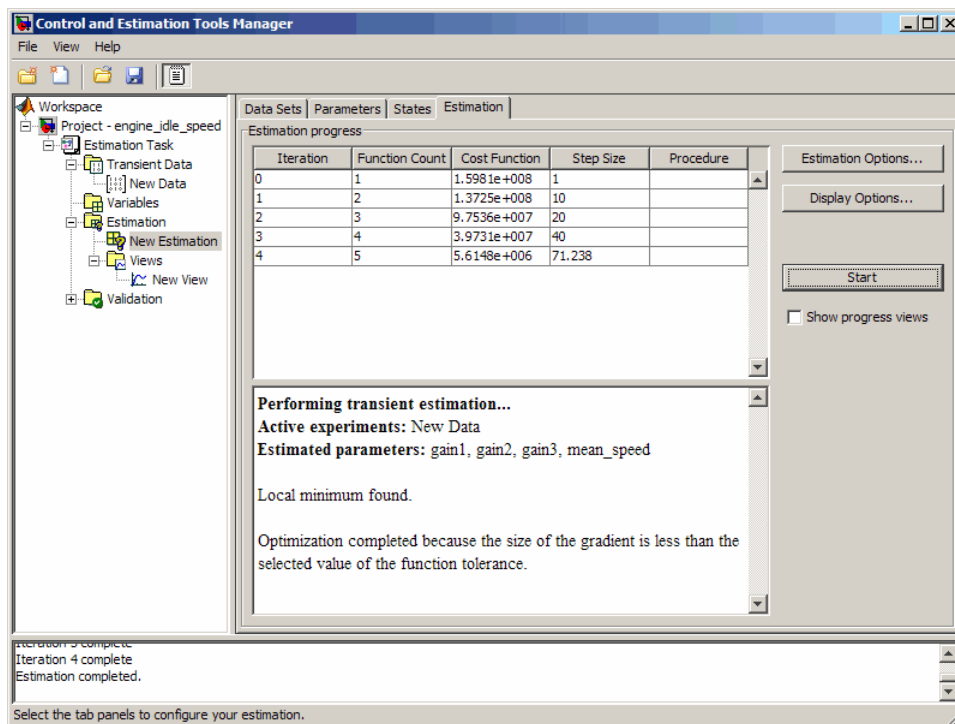 Control and Estimation Tools Manager
File View Help
Workspace
Project - engine_idle_speed
Estimation Task
Transient Data
New Data
Variables
Estimation
New Estimation
Views
New View
Validation
Data Sets Parameters States Estimation
Estimation progress
Iteration Function Count Cost Function Step Size Procedure
0 1 1.5981e+008 1
1 2 1.3725e+008 10
2 3 9.7536e+007 20
3 4 3.9731e+007 40
4 5 5.6148e+006 71.238
Estimation Options...
Display Options...
Start
Show progress views
Performing transient estimation...
Active experiments: New Data
Estimated parameters: gain1, gain2, gain3, mean_speed
Local minimum found.
Optimization completed because the size of the gradient is less than the
selected value of the function tolerance.
Iteration 3 complete
Iteration 4 complete
Estimation completed.
Select the tab panels to configure your estimation.